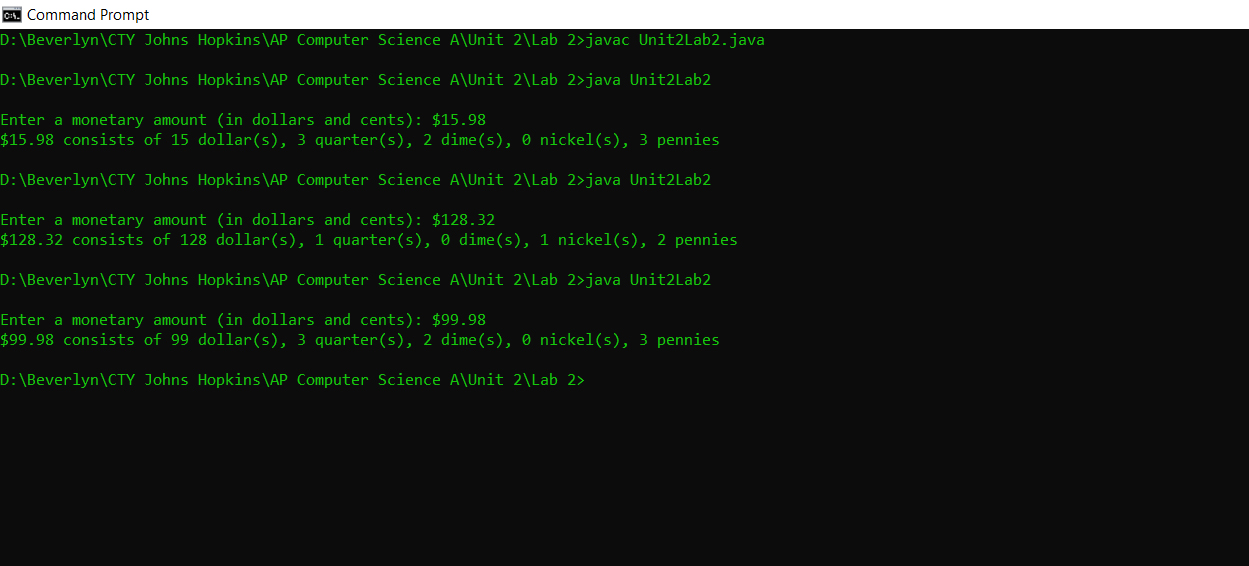 Command Prompt
D:\Beverlyn\CTY Johns Hopkins\AP Computer Science A\Unit 2\Lab 2>javac Unit2Lab2.java
D:\Beverlyn\CTY Johns Hopkins\AP Computer Science A\Unit 2\Lab 2>java Unit2Lab2
Enter a monetary amount (in dollars and cents): $15.98
$15.98 consists of 15 dollar(s), 3 quarter(s), 2 dime(s), 0 nickel(s), 3 pennies
D:\Beverlyn\CTY Johns Hopkins\AP Computer Science A\Unit 2\Lab 2>java Unit2Lab2
Enter a monetary amount (in dollars and cents): $128.32
$128.32 consists of 128 dollar(s), 1 quarter(s), 0 dime(s), 1 nickel(s), 2 pennies
D:\Beverlyn\CTY Johns Hopkins\AP Computer Science A\Unit 2\Lab 2>java Unit2Lab2
Enter a monetary amount (in dollars and cents): $99.98
$99.98 consists of 99 dollar(s), 3 quarter(s), 2 dime(s), 0 nickel(s), 3 pennies
D:\Beverlyn\CTY Johns Hopkins\AP Computer Science A\Unit 2\Lab 2>